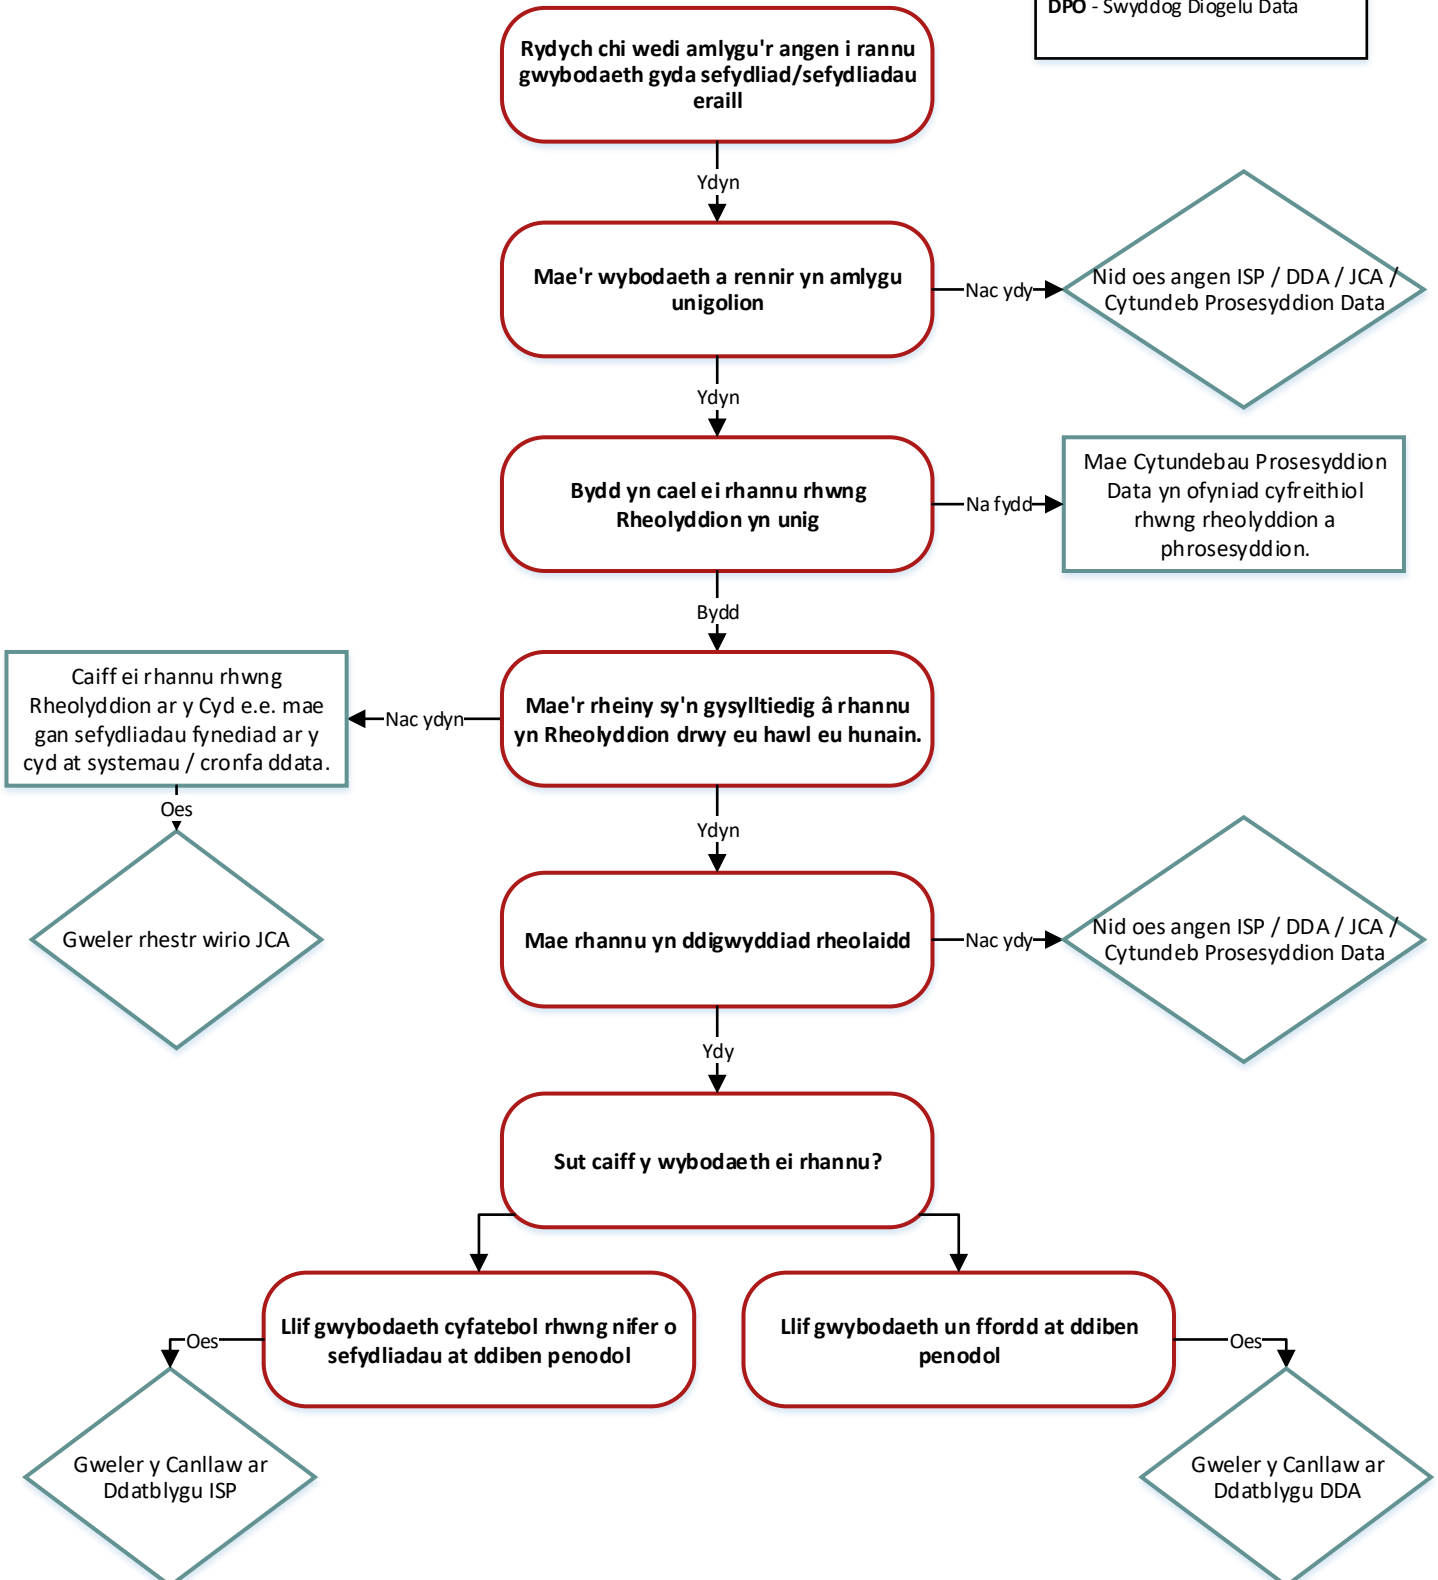 DPO - Swyddog Diogelu Data
Rydych chi wedi amlygu'r angen i rannu
gwybodaeth gyda sefydliad/sefydliadau
eraill
Ydyn
Mae'r wybodaeth a rennir yn amlygu
unigolion
Nac ydy
Nid oes angen ISP / DDA / JCA /
Cytundeb Prosesyddion Data
Ydyn
Bydd yn cael ei rhannu rhwng
Rheolyddion yn unig
Na fydd
Mae Cytundebau Prosesyddion
Data yn ofyniad cyfreithiol
rhwng rheolyddion a
phrosesyddion.
Bydd
Mae'r rheiny sy'n gysylltiedig â rhannu
yn Rheolyddion drwy eu hawl eu hunain.
Nac ydyn
Caiff ei rhannu rhwng
Rheolyddion ar y Cyd e.e. mae
gan sefydliadau fynediad ar y
cyd at systemau / cronfa ddata.
Oes
Gweler rhestr wirio JCA
Ydyn
Mae rhannu yn ddigwyddiad rheolaidd
Nac ydy
Nid oes angen ISP / DDA / JCA /
Cytundeb Prosesyddion Data
Ydy
Sut caiff y wybodaeth ei rhannu?
Llif gwybodaeth cyfatebol rhwng nifer o
sefydliadau at ddiben penodol
Oes
Gweler y Canllaw ar
Ddatblygu ISP
Llif gwybodaeth un ffordd at ddiben
penodol
Oes
Gweler y Canllaw ar
Ddatblygu DDA